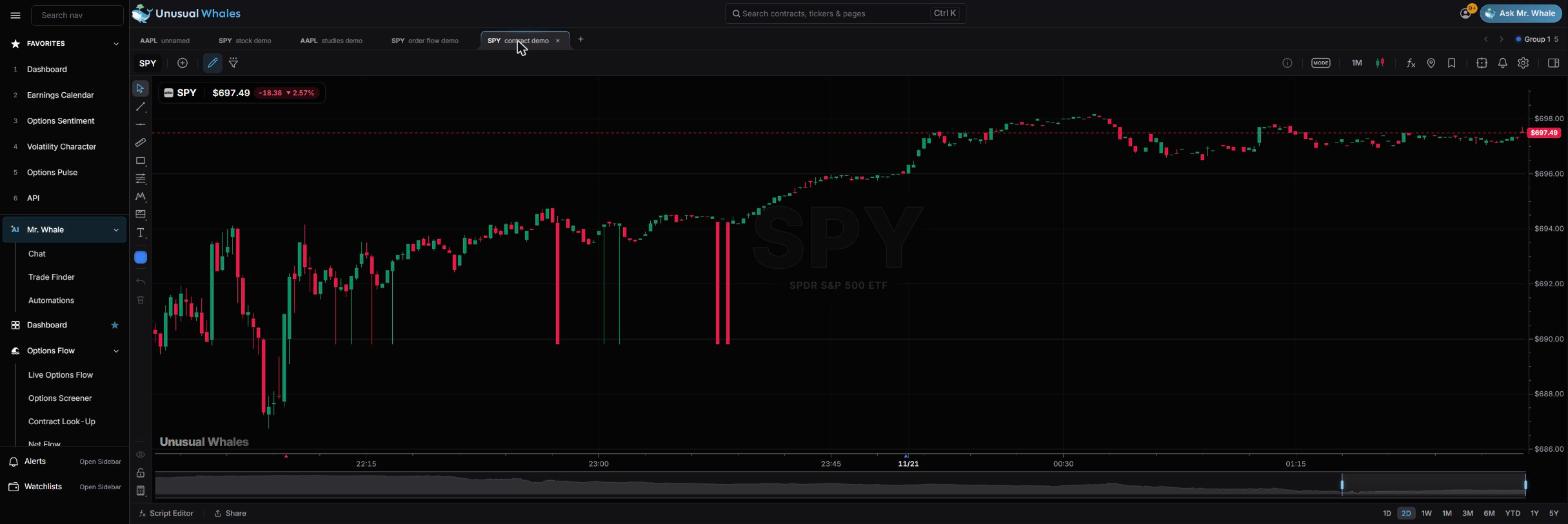 Search nav
Unusual Whales
Search contracts, tickers & pages
Ctrl K
9+
Ask Mr. Whale
FAVORITES
1 Dashboard
2 Earnings Calendar
3 Options Sentiment
4 Volatility Character
5 Options Pulse
6 API
AI Mr. Whale
Chat
Trade Finder
Automations
Dashboard
Options Flow
Live Options Flow
Options Screener
Contract Look-Up
Net Flow
Alerts Open Sidebar
Watchlists Open Sidebar
AAPL unnamed
SPY stock demo
AAPL studies demo
SPY order flow demo
SPY contract demo
Group 1 5
SPY
MODE
1M
SPY $697.49 -18.38 ▼ 2.57%
SPY
SPDR S&P 500 ETF
Unusual Whales
$698.00
$697.49
$696.00
$694.00
$692.00
$690.00
$688.00
$686.00
22:15 23:00 23:45 11/21 00:30 01:15
Script Editor
Share
1D 2D 1W 1M 3M 6M YTD 1Y 5Y